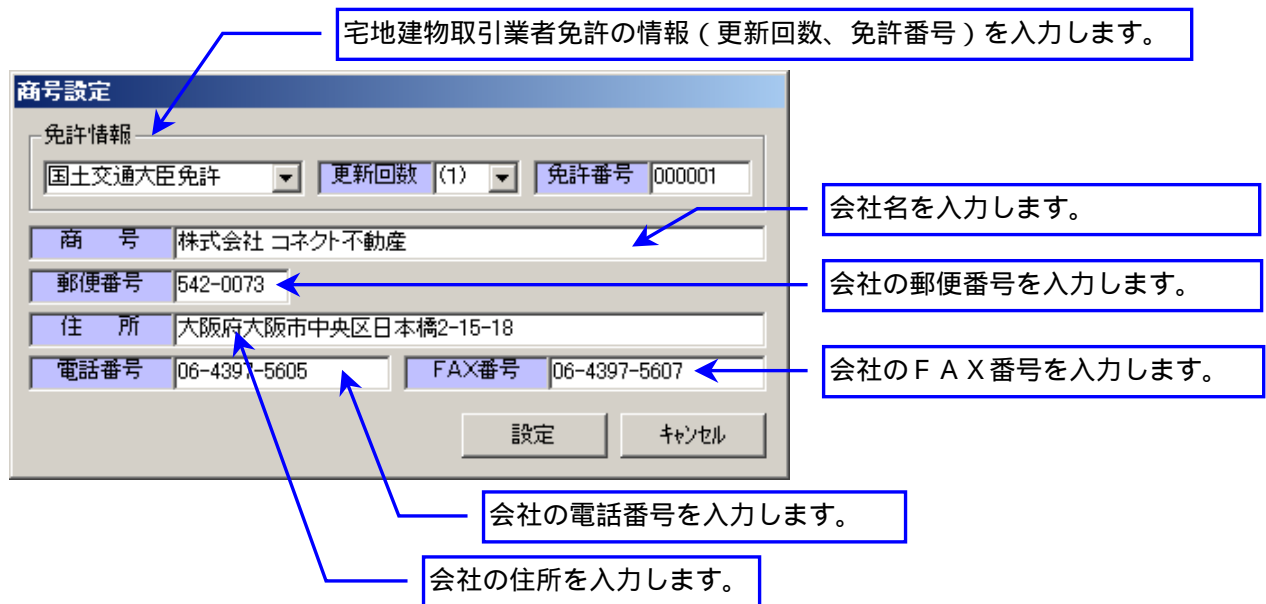 宅地建物取引業者免許の情報（更新回数、免許番号）を入力します。
商号設定
免許情報
国土交通大臣免許 更新回数 (1) 免許番号 000001
会社名を入力します。
商 号 株式会社 コネクト不動産
郵便番号 542-0073
会社の郵便番号を入力します。
住 所 大阪府大阪市中央区日本橋2-15-18
電話番号 06-4397-5605 FAX番号 06-4397-5607
会社のＦＡＸ番号を入力します。
設定 ｷｬﾝｾﾙ
会社の電話番号を入力します。
会社の住所を入力します。